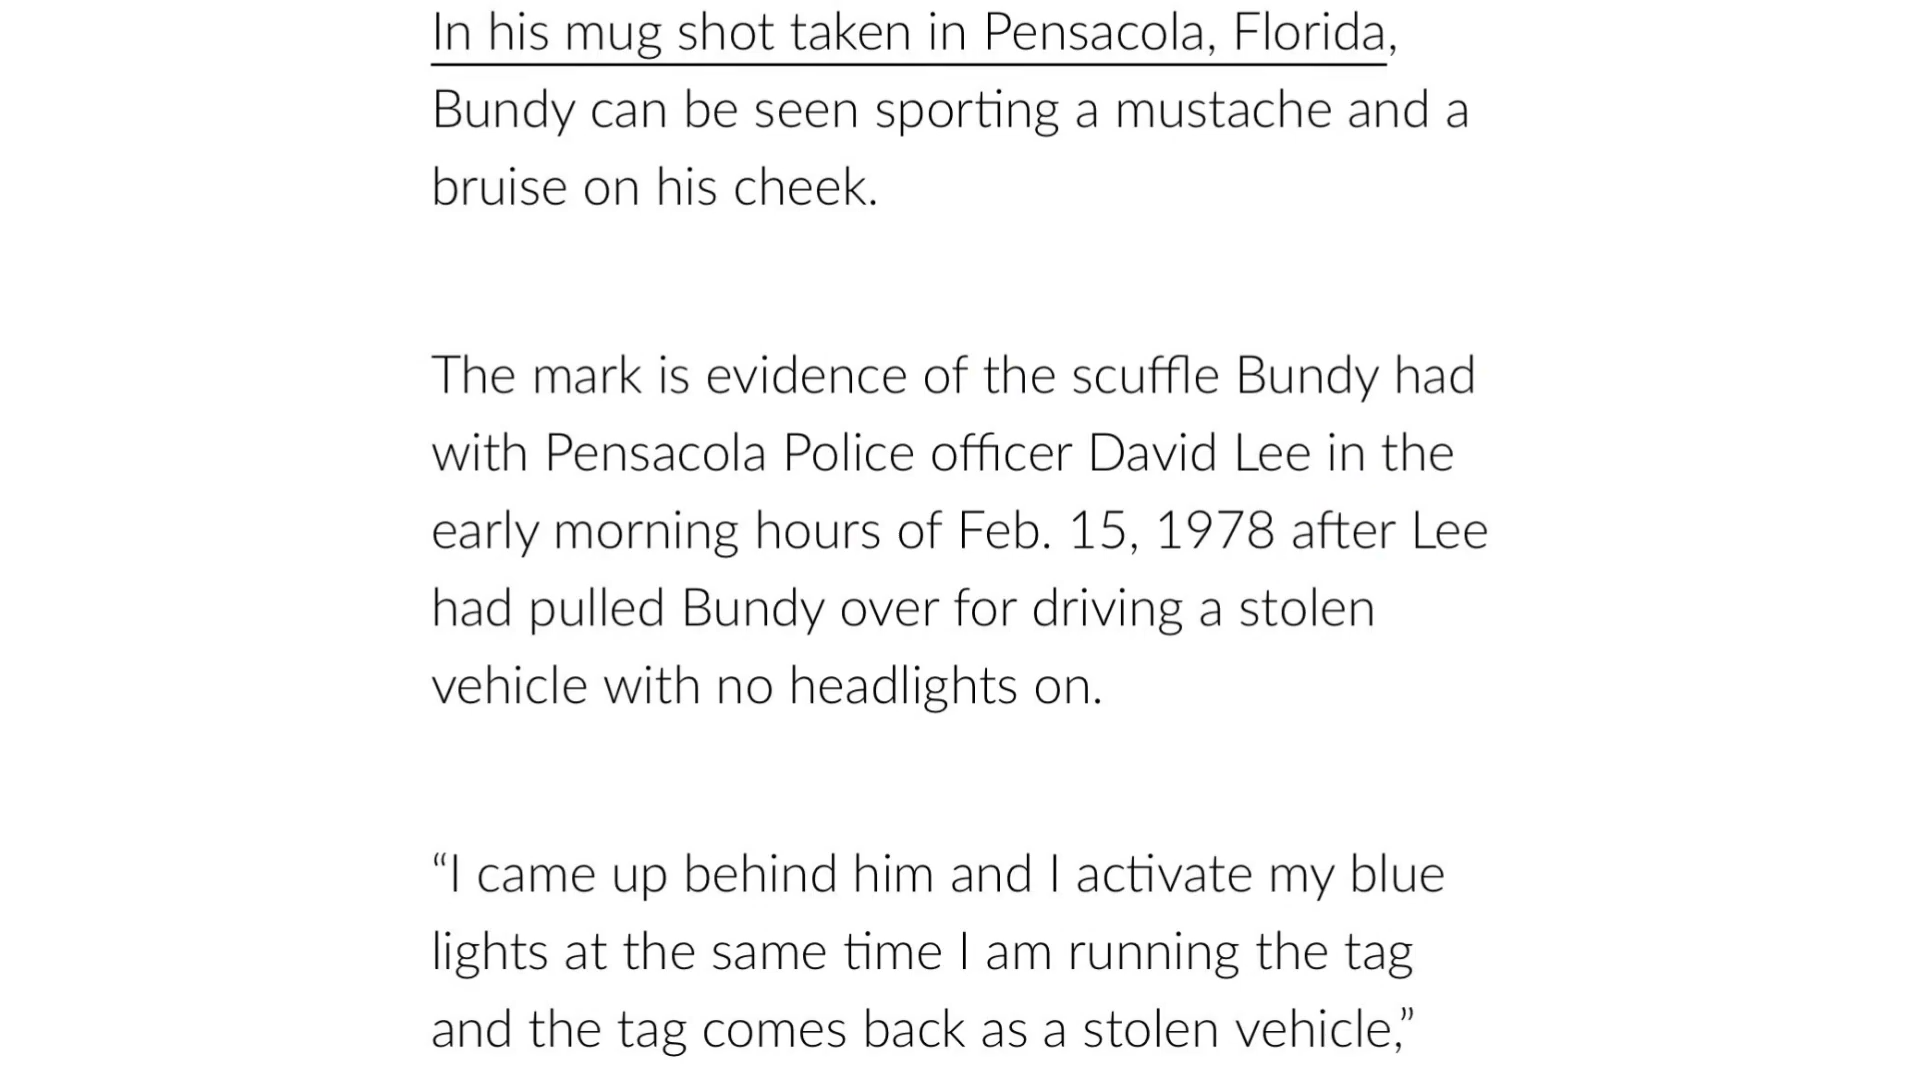 In his mug shot taken in Pensacola, Florida,
Bundy can be seen sporting a mustache and a
bruise on his cheek.
The mark is evidence of the scuffle Bundy had
with Pensacola Police officer David Lee in the
early morning hours of Feb. 15, 1978 after Lee
had pulled Bundy over for driving a stolen
vehicle with no headlights on.
“I came up behind him and I activate my blue
lights at the same time I am running the tag
and the tag comes back as a stolen vehicle,”